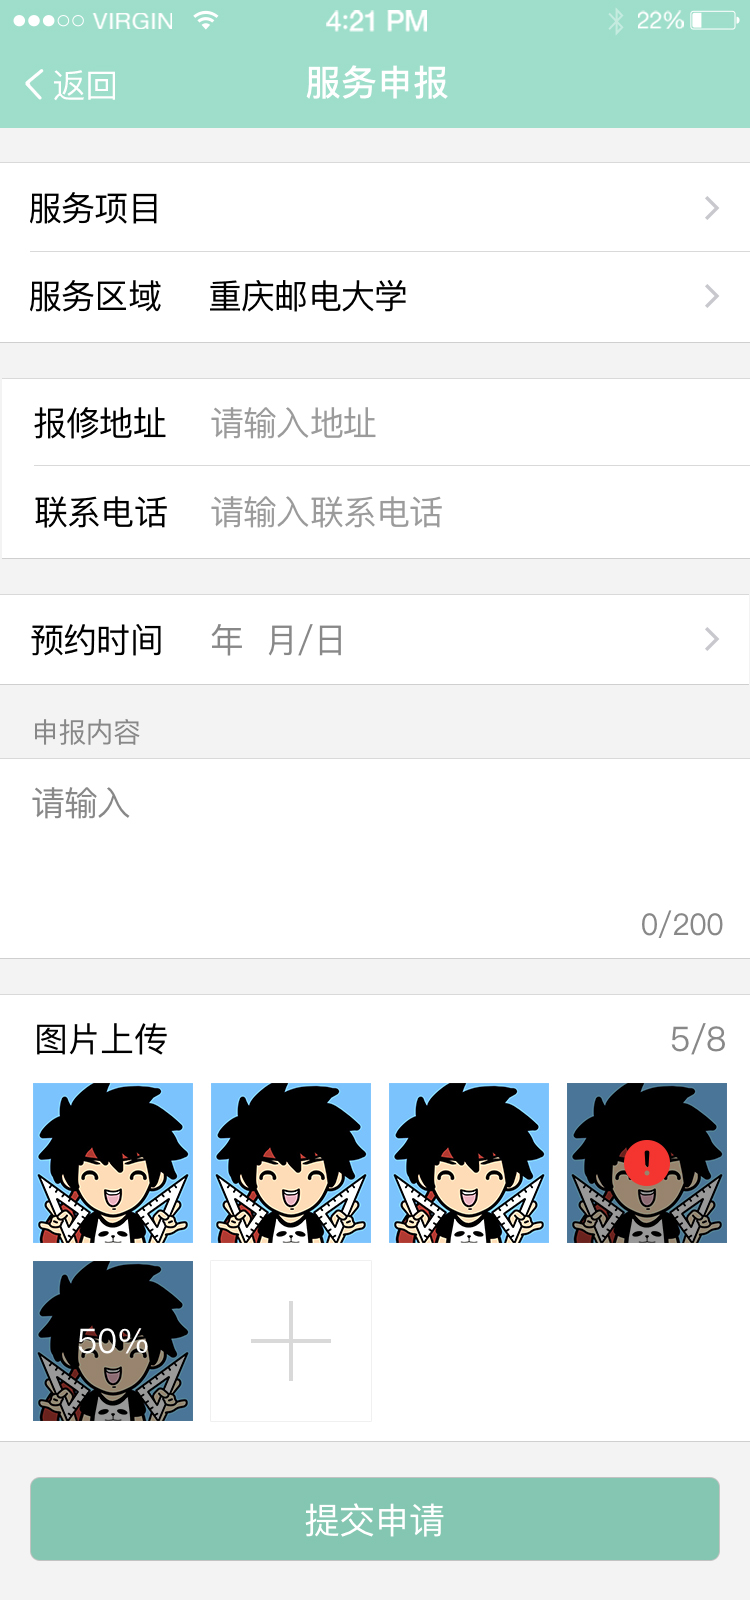 VIRGIN 4:21 PM 22%
返回 服务申报
服务项目
服务区域 重庆邮电大学
报修地址 请输入地址
联系电话 请输入联系电话
预约时间 年 月/日
申报内容
请输入
0/200
图片上传 5/8
!
50%
提交申请